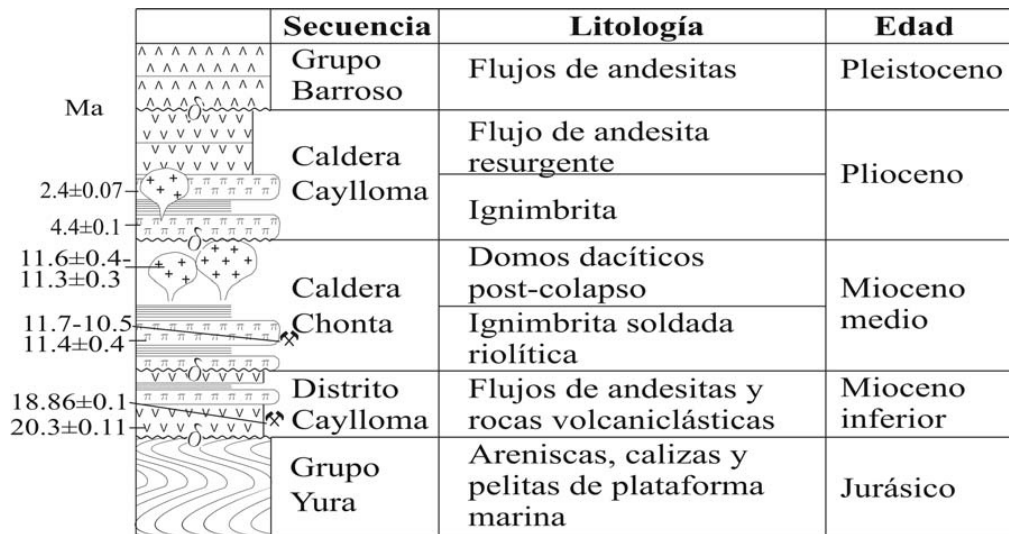 Secuencia Litología Edad
Ma
Grupo
Barroso
Flujos de andesitas
Pleistoceno
Caldera
Caylloma
Flujo de andesita
resurgente
Ignimbrita
Plioceno
2.4±0.07
4.4±0.1
11.6±0.4-
11.3±0.3
Caldera
Chonta
Domos dacíticos
post-colapso
Ignimbrita soldada
riolítica
Mioceno
medio
11.7-10.5
11.4±0.4
Distrito
Caylloma
Flujos de andesitas y
rocas volcaniclásticas
Mioceno
inferior
18.86±0.1
20.3±0.11
Grupo
Yura
Areniscas, calizas y
pelitas de plataforma
marina
Jurásico